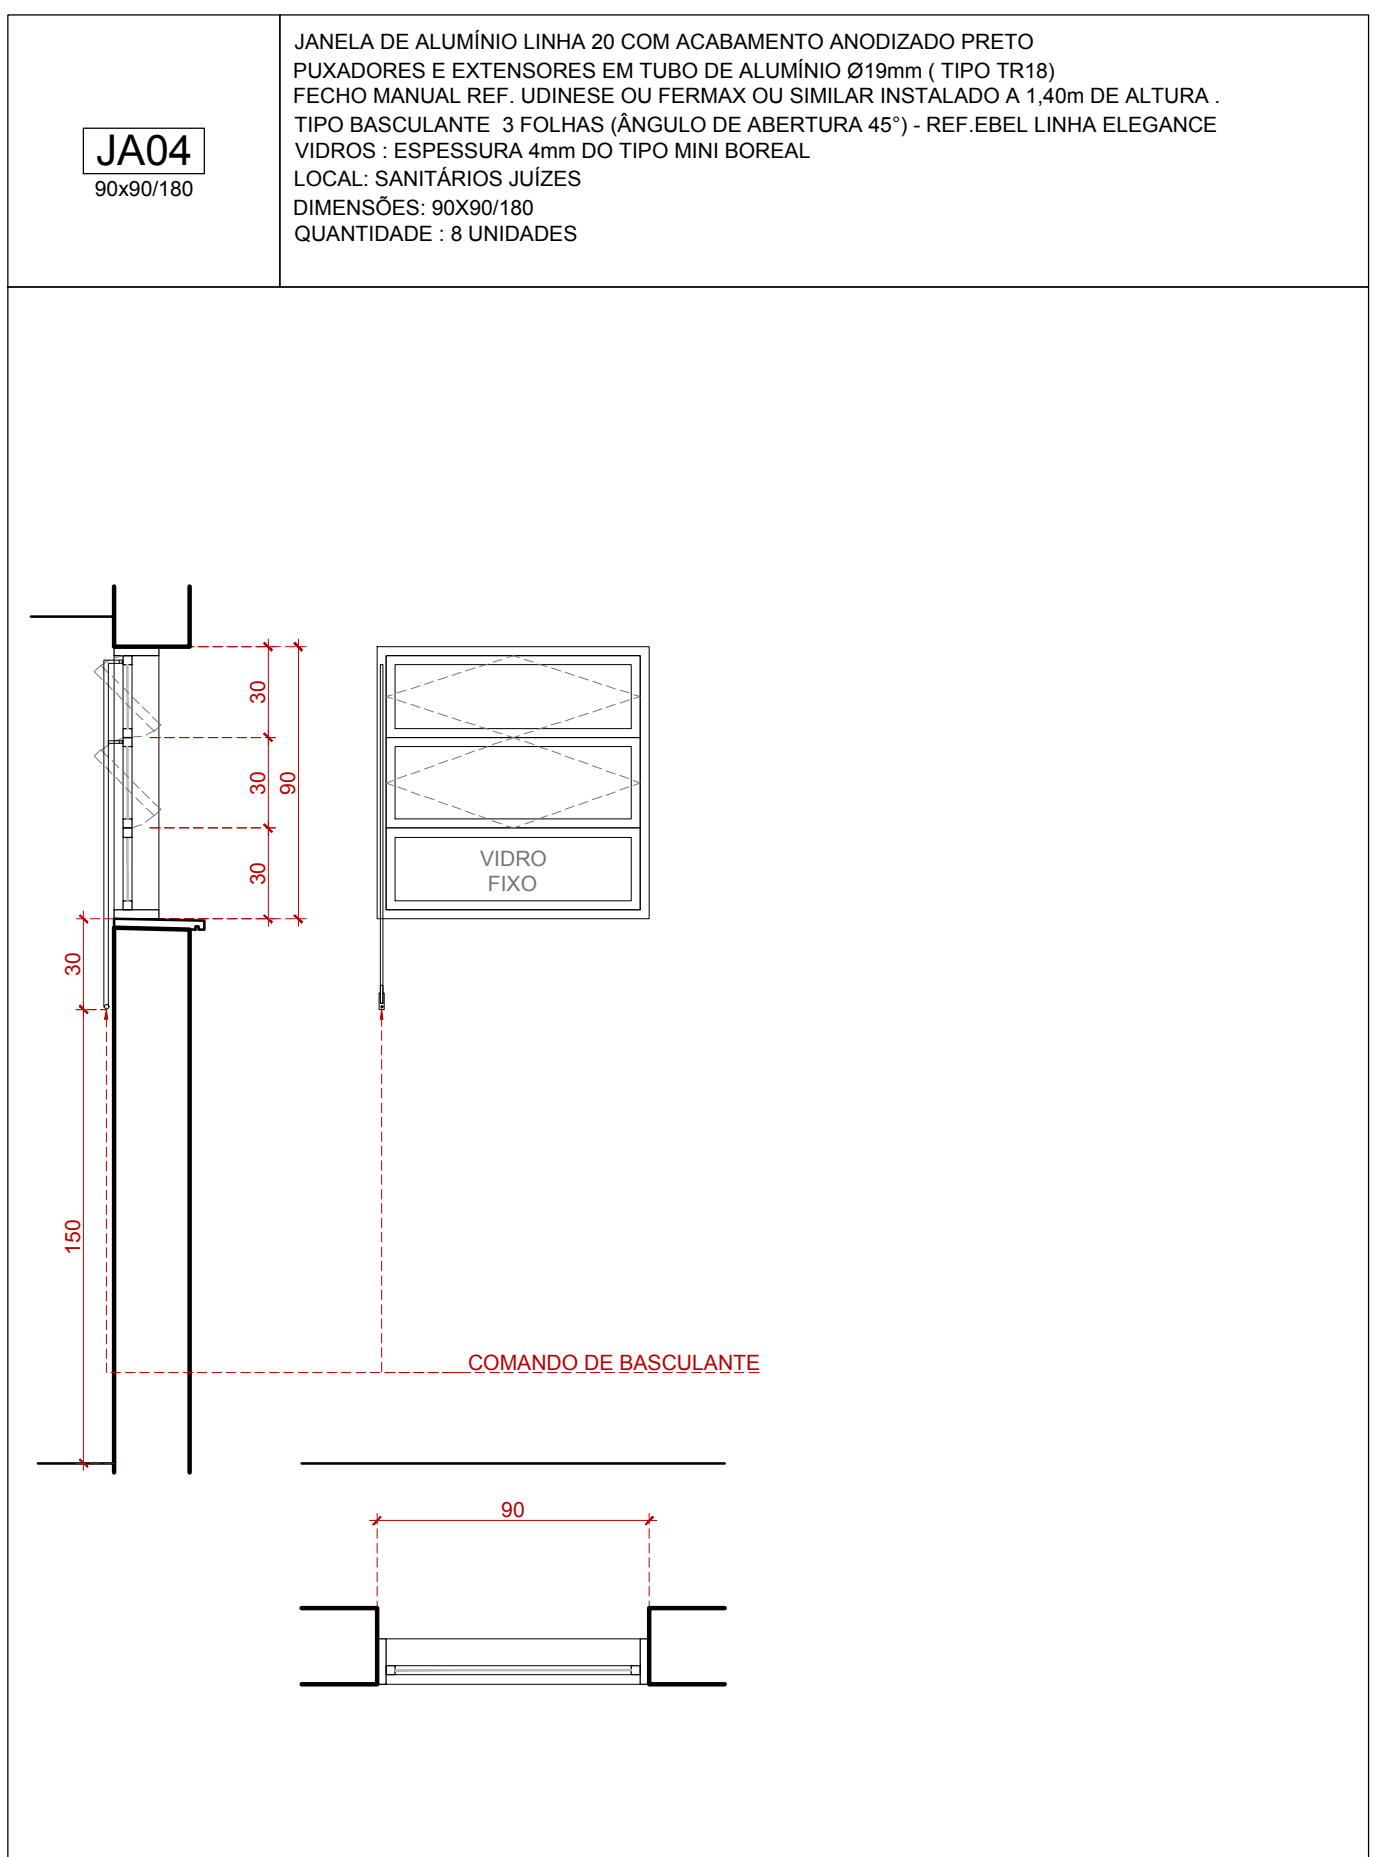 JA04
90x90/180
JANELA DE ALUMÍNIO LINHA 20 COM ACABAMENTO ANODIZADO PRETO
PUXADORES E EXTENSORES EM TUBO DE ALUMÍNIO Ø19mm ( TIPO TR18)
FECHO MANUAL REF. UDINESE OU FERMAX OU SIMILAR INSTALADO A 1,40m DE ALTURA .
TIPO BASCULANTE 3 FOLHAS (ÂNGULO DE ABERTURA 45°) - REF.EBEL LINHA ELEGANCE
VIDROS : ESPESSURA 4mm DO TIPO MINI BOREAL
LOCAL: SANITÁRIOS JUÍZES
DIMENSÕES: 90X90/180
QUANTIDADE : 8 UNIDADES
30
30
90
30
VIDRO
FIXO
30
150
COMANDO DE BASCULANTE
90